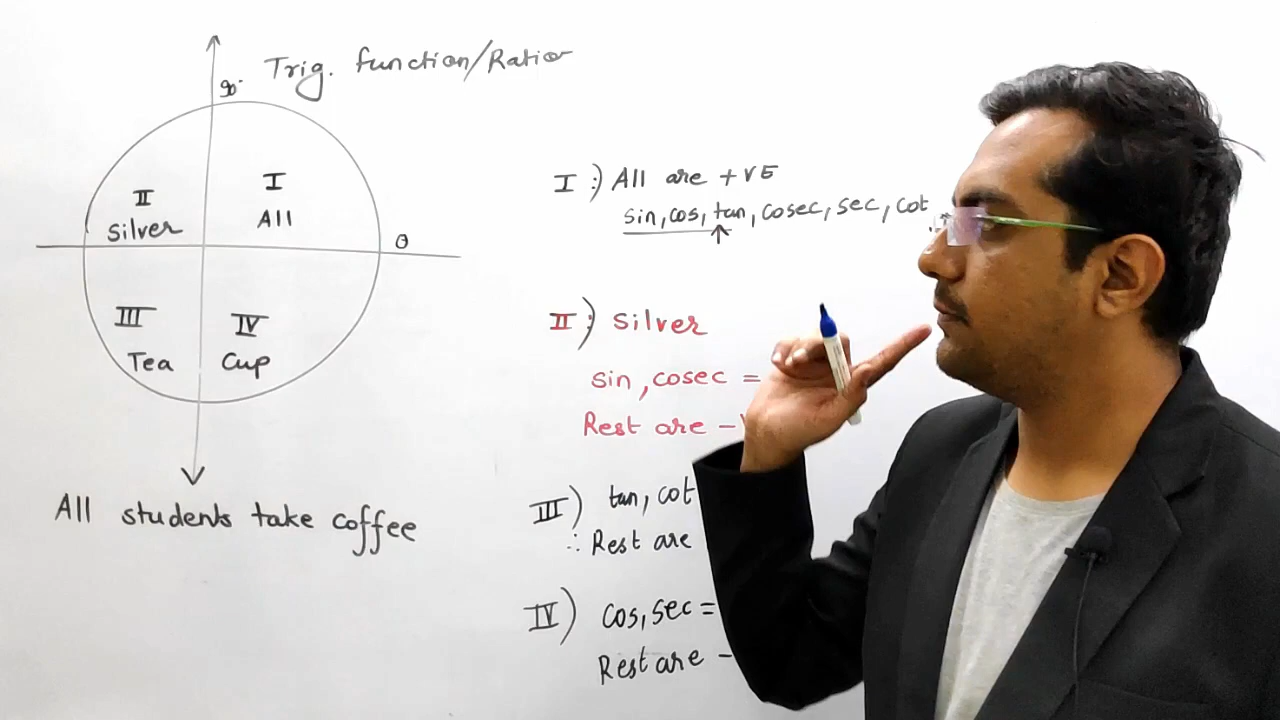 Trig. function/Ratio
90°
II
Silver
I
All
θ
III
Tea
IV
Cup
All students take coffee
I :) All are +VE
sin, cos, tan, cosec, sec, cot
II :) Silver
sin, cosec =
Rest are -
III) tan, cot
∴ Rest are
IV) cos, sec =
Rest are -